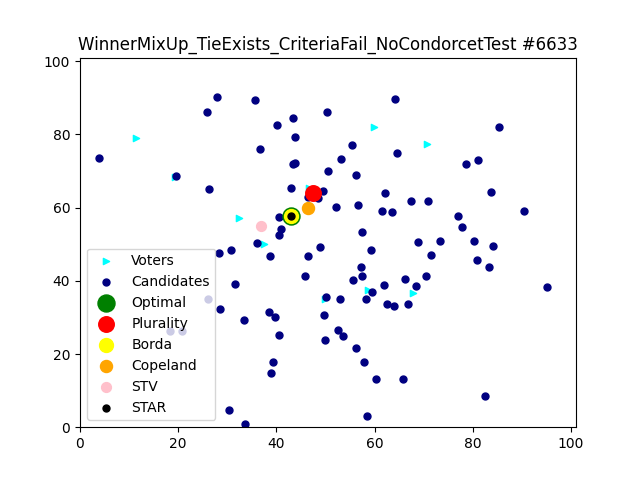 WinnerMixUp_TieExists_CriteriaFail_NoCondorcetTest #6633
100
80
60
40
20
0
Voters
Candidates
Optimal
Plurality
Borda
Copeland
STV
STAR
0 20 40 60 80 100